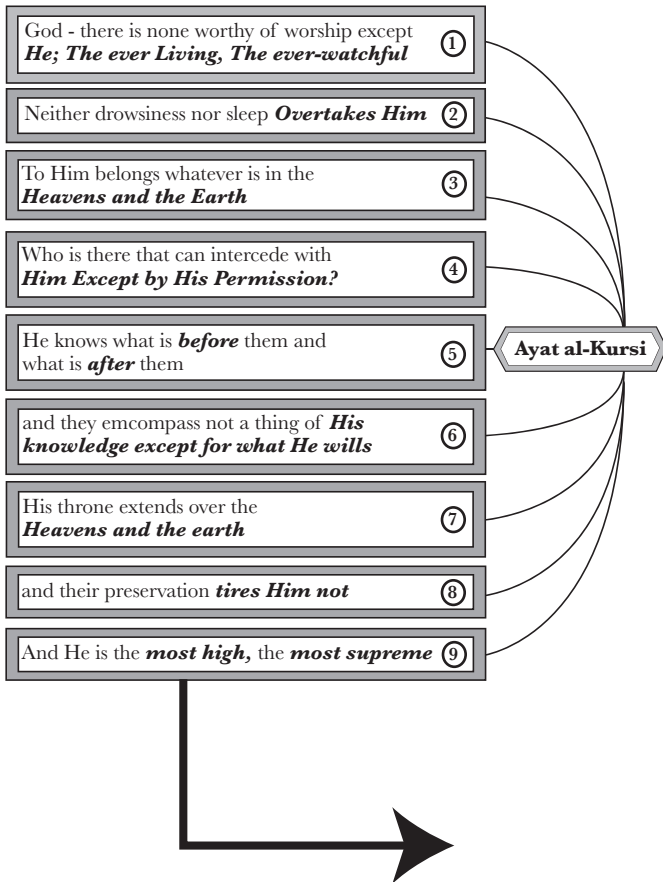 God - there is none worthy of worship except
He; The ever Living, The ever-watchful
1
Neither drowsiness nor sleep Overtakes Him
2
To Him belongs whatever is in the
Heavens and the Earth
3
Who is there that can intercede with
Him Except by His Permission?
4
He knows what is before them and
what is after them
5
Ayat al-Kursi
and they emcompass not a thing of His
knowledge except for what He wills
6
His throne extends over the
Heavens and the earth
7
and their preservation tires Him not
8
And He is the most high, the most supreme
9